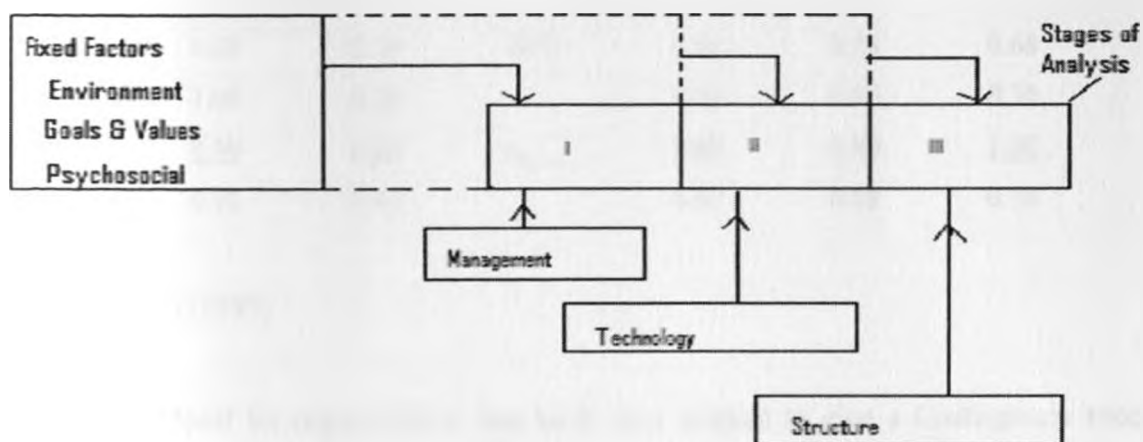 Fixed Factors
Environment
Goals & Values
Psychosocial
Stages of
Analysis
I
II
III
Management
Technology
Structure